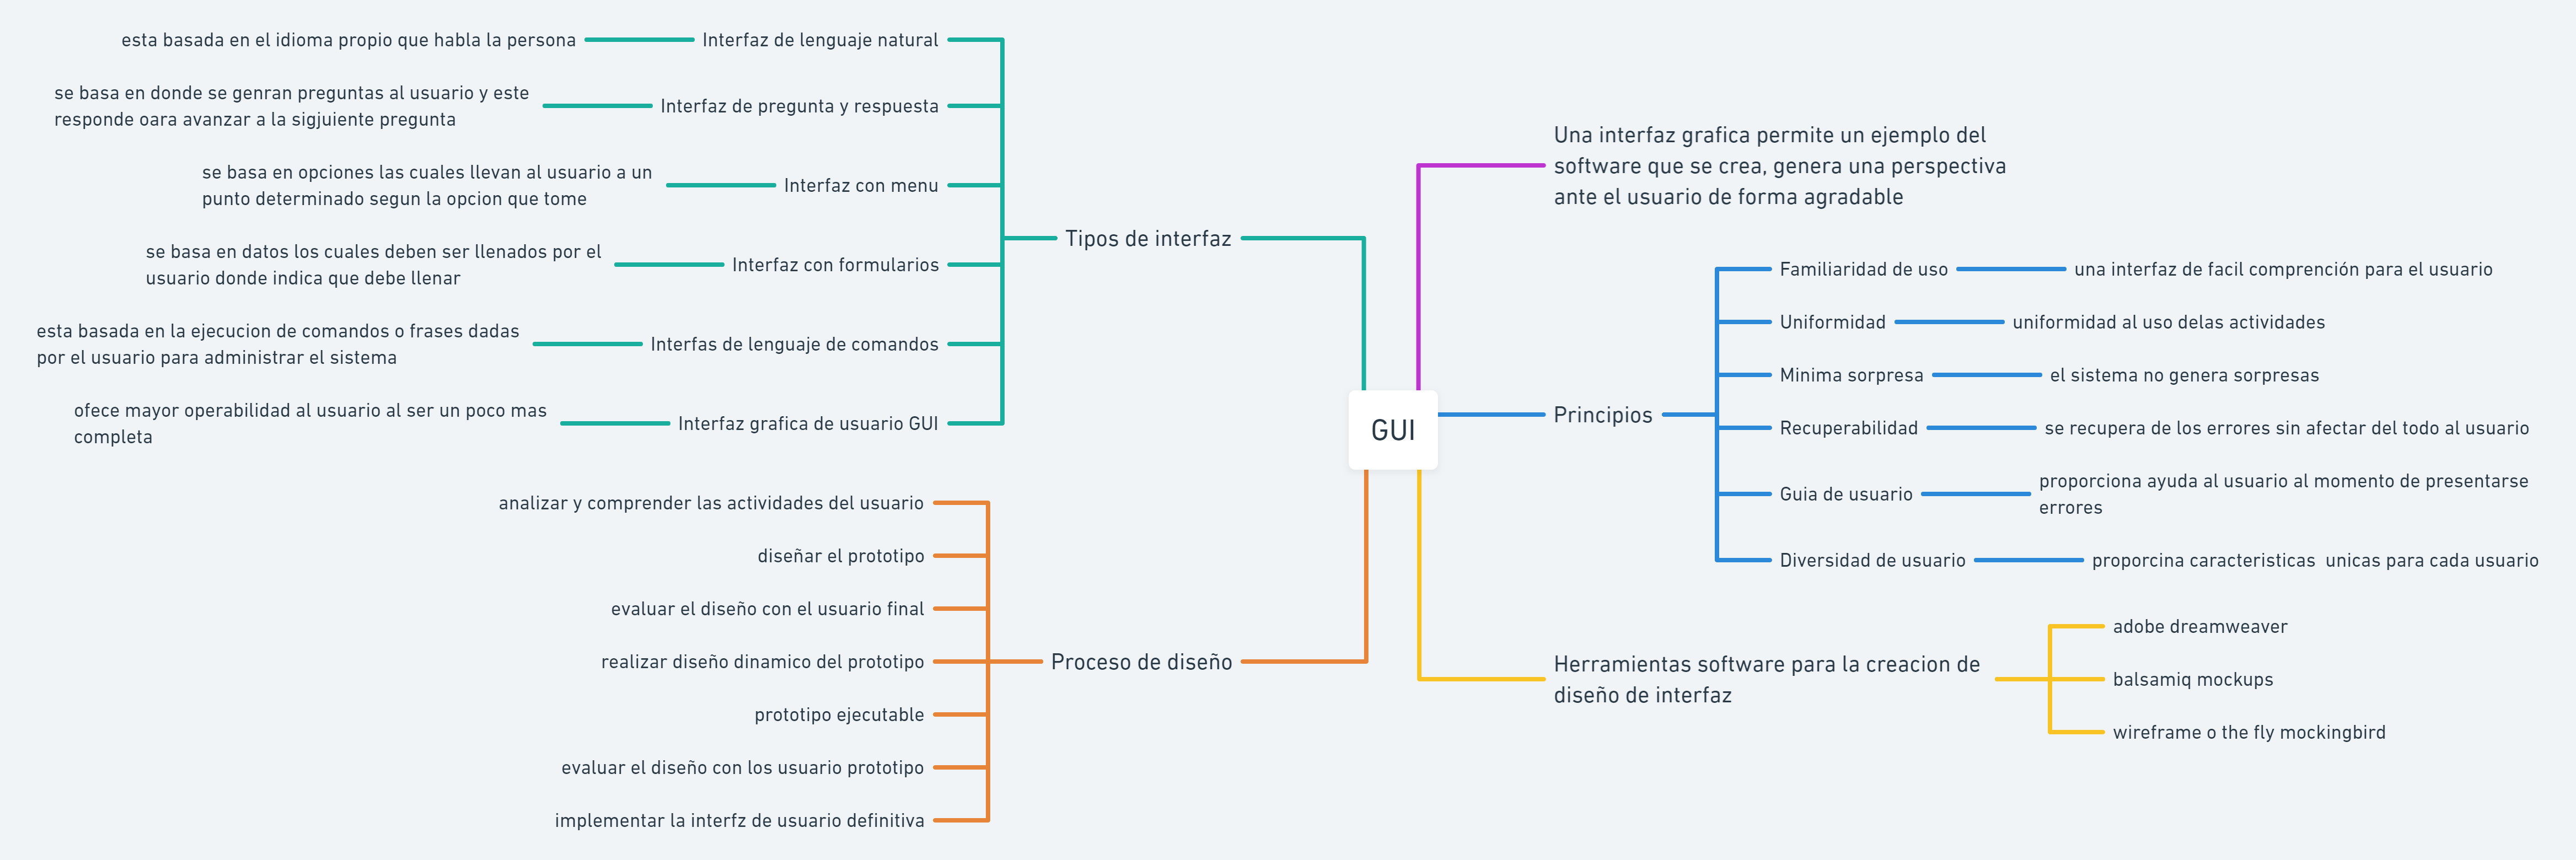 GUI
Una interfaz grafica permite un ejemplo del
software que se crea, genera una perspectiva
ante el usuario de forma agradable
Principios
Familiaridad de uso
una interfaz de facil comprención para el usuario
Uniformidad
uniformidad al uso delas actividades
Minima sorpresa
el sistema no genera sorpresas
Recuperabilidad
se recupera de los errores sin afectar del todo al usuario
Guia de usuario
proporciona ayuda al usuario al momento de presentarse
errores
Diversidad de usuario
proporcina caracteristicas  unicas para cada usuario
Herramientas software para la creacion de
diseño de interfaz
adobe dreamweaver
balsamiq mockups
wireframe o the fly mockingbird
Tipos de interfaz
Interfaz de lenguaje natural
esta basada en el idioma propio que habla la persona
Interfaz de pregunta y respuesta
se basa en donde se genran preguntas al usuario y este
responde oara avanzar a la sigjuiente pregunta
Interfaz con menu
se basa en opciones las cuales llevan al usuario a un
punto determinado segun la opcion que tome
Interfaz con formularios
se basa en datos los cuales deben ser llenados por el
usuario donde indica que debe llenar
Interfas de lenguaje de comandos
esta basada en la ejecucion de comandos o frases dadas
por el usuario para administrar el sistema
Interfaz grafica de usuario GUI
ofece mayor operabilidad al usuario al ser un poco mas
completa
Proceso de diseño
analizar y comprender las actividades del usuario
diseñar el prototipo
evaluar el diseño con el usuario final
realizar diseño dinamico del prototipo
prototipo ejecutable
evaluar el diseño con los usuario prototipo
implementar la interfz de usuario definitiva